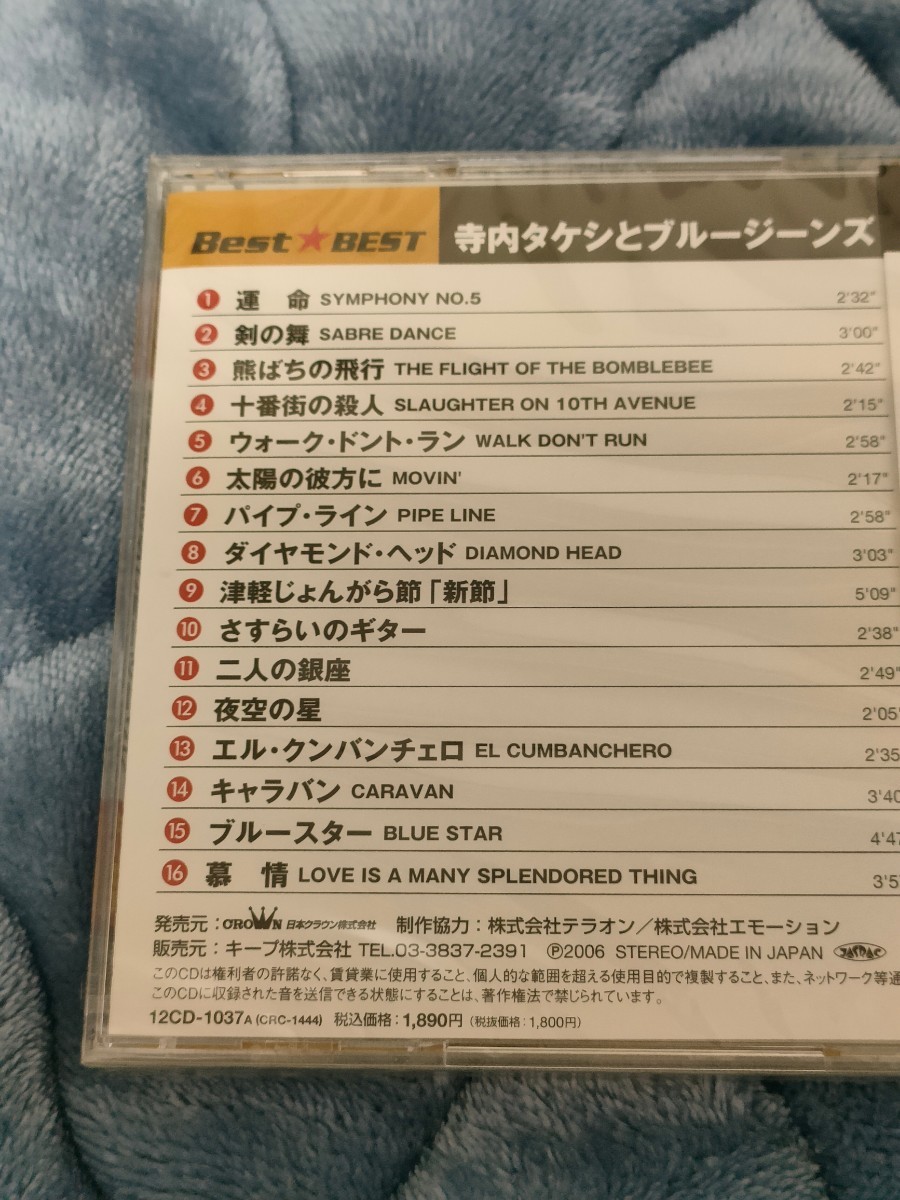 Best★BEST 寺内タケシとブルージーンズ
1 運 命 SYMPHONY NO.5 2'32"
2 剣の舞 SABRE DANCE 3'00"
3 熊ばちの飛行 THE FLIGHT OF THE BOMBLEBEE 2'42"
4 十番街の殺人 SLAUGHTER ON 10TH AVENUE 2'15"
5 ウォーク・ドント・ラン WALK DON'T RUN 2'58"
6 太陽の彼方に MOVIN' 2'17"
7 パイプ・ライン PIPE LINE 2'58"
8 ダイヤモンド・ヘッド DIAMOND HEAD 3'03"
9 津軽じょんがら節「新節」 5'09"
10 さすらいのギター 2'38"
11 二人の銀座 2'49"
12 夜空の星 2'05"
13 エル・クンバンチェロ EL CUMBANCHERO 2'35
14 キャラバン CARAVAN 3'40
15 ブルースター BLUE STAR 4'47
16 慕 情 LOVE IS A MANY SPLENDORED THING 3'5
発売元:CROWN 日本クラウン株式会社 制作協力:株式会社テラオン/株式会社エモーション
販売元:キープ株式会社 TEL.03-3837-2391 Ⓟ2006 STEREO/MADE IN JAPAN JASRAC
このCDは権利者の許諾なく、賃貸業に使用すること、個人的な範囲を超える使用目的で複製すること、また、ネットワーク等通
このCDに収録された音を送信できる状態にすることは、著作権法で禁じられています。
12CD-1037A (CRC-1444) 税込価格:1,890円(税抜価格:1,800円)